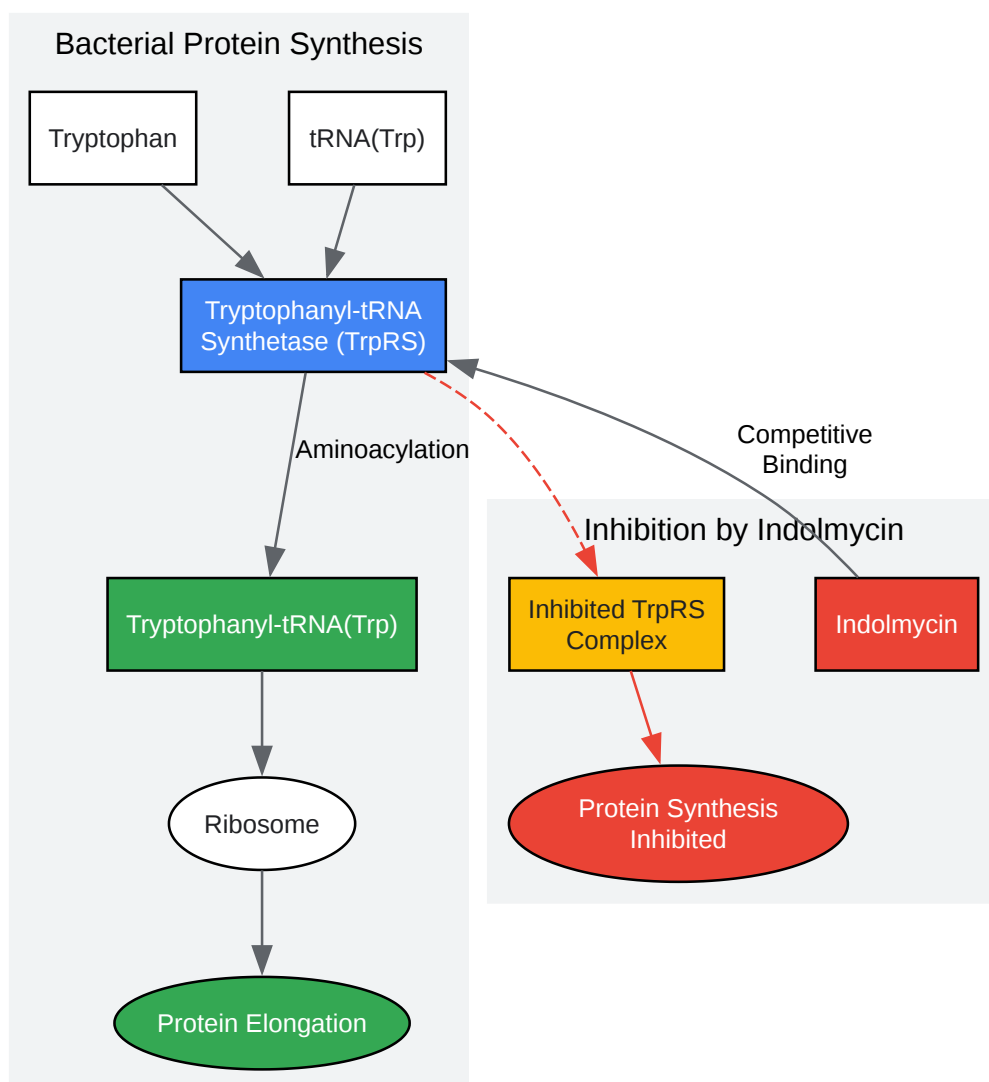 Bacterial Protein Synthesis
Tryptophan
tRNA(Trp)
Tryptophanyl-tRNA
Synthetase (TrpRS)
Aminoacylation
Competitive
Binding
Inhibition by Indolmycin
Tryptophanyl-tRNA(Trp)
Inhibited TrpRS
Complex
Indolmycin
Ribosome
Protein Synthesis
Inhibited
Protein Elongation